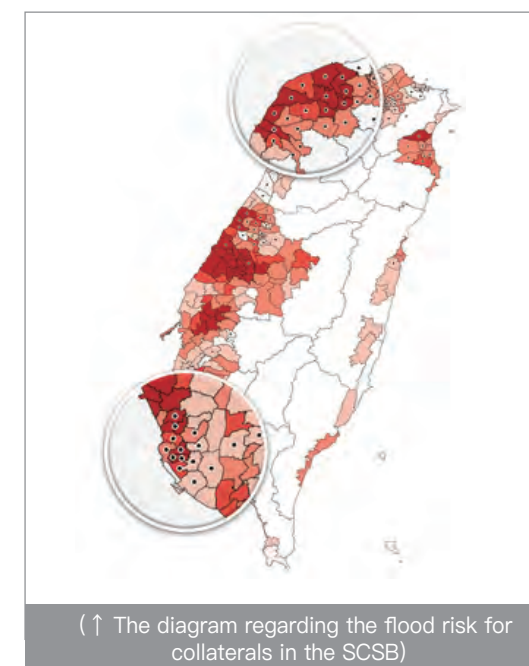 (↑ The diagram regarding the flood risk for
collaterals in the SCSB)